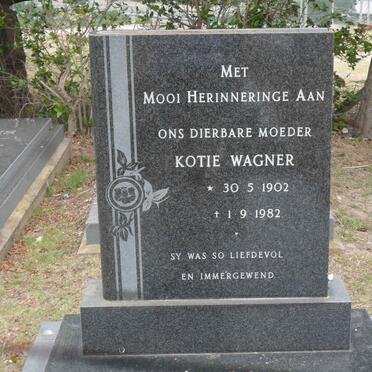 MET
MOOI HERINNERINGE AAN
ONS DIERBARE MOEDER
KOTIE WAGNER
* 30 5 1902
† 1 9 1982
SY WAS SO LIEFDEVOL
EN IMMERGEWEND